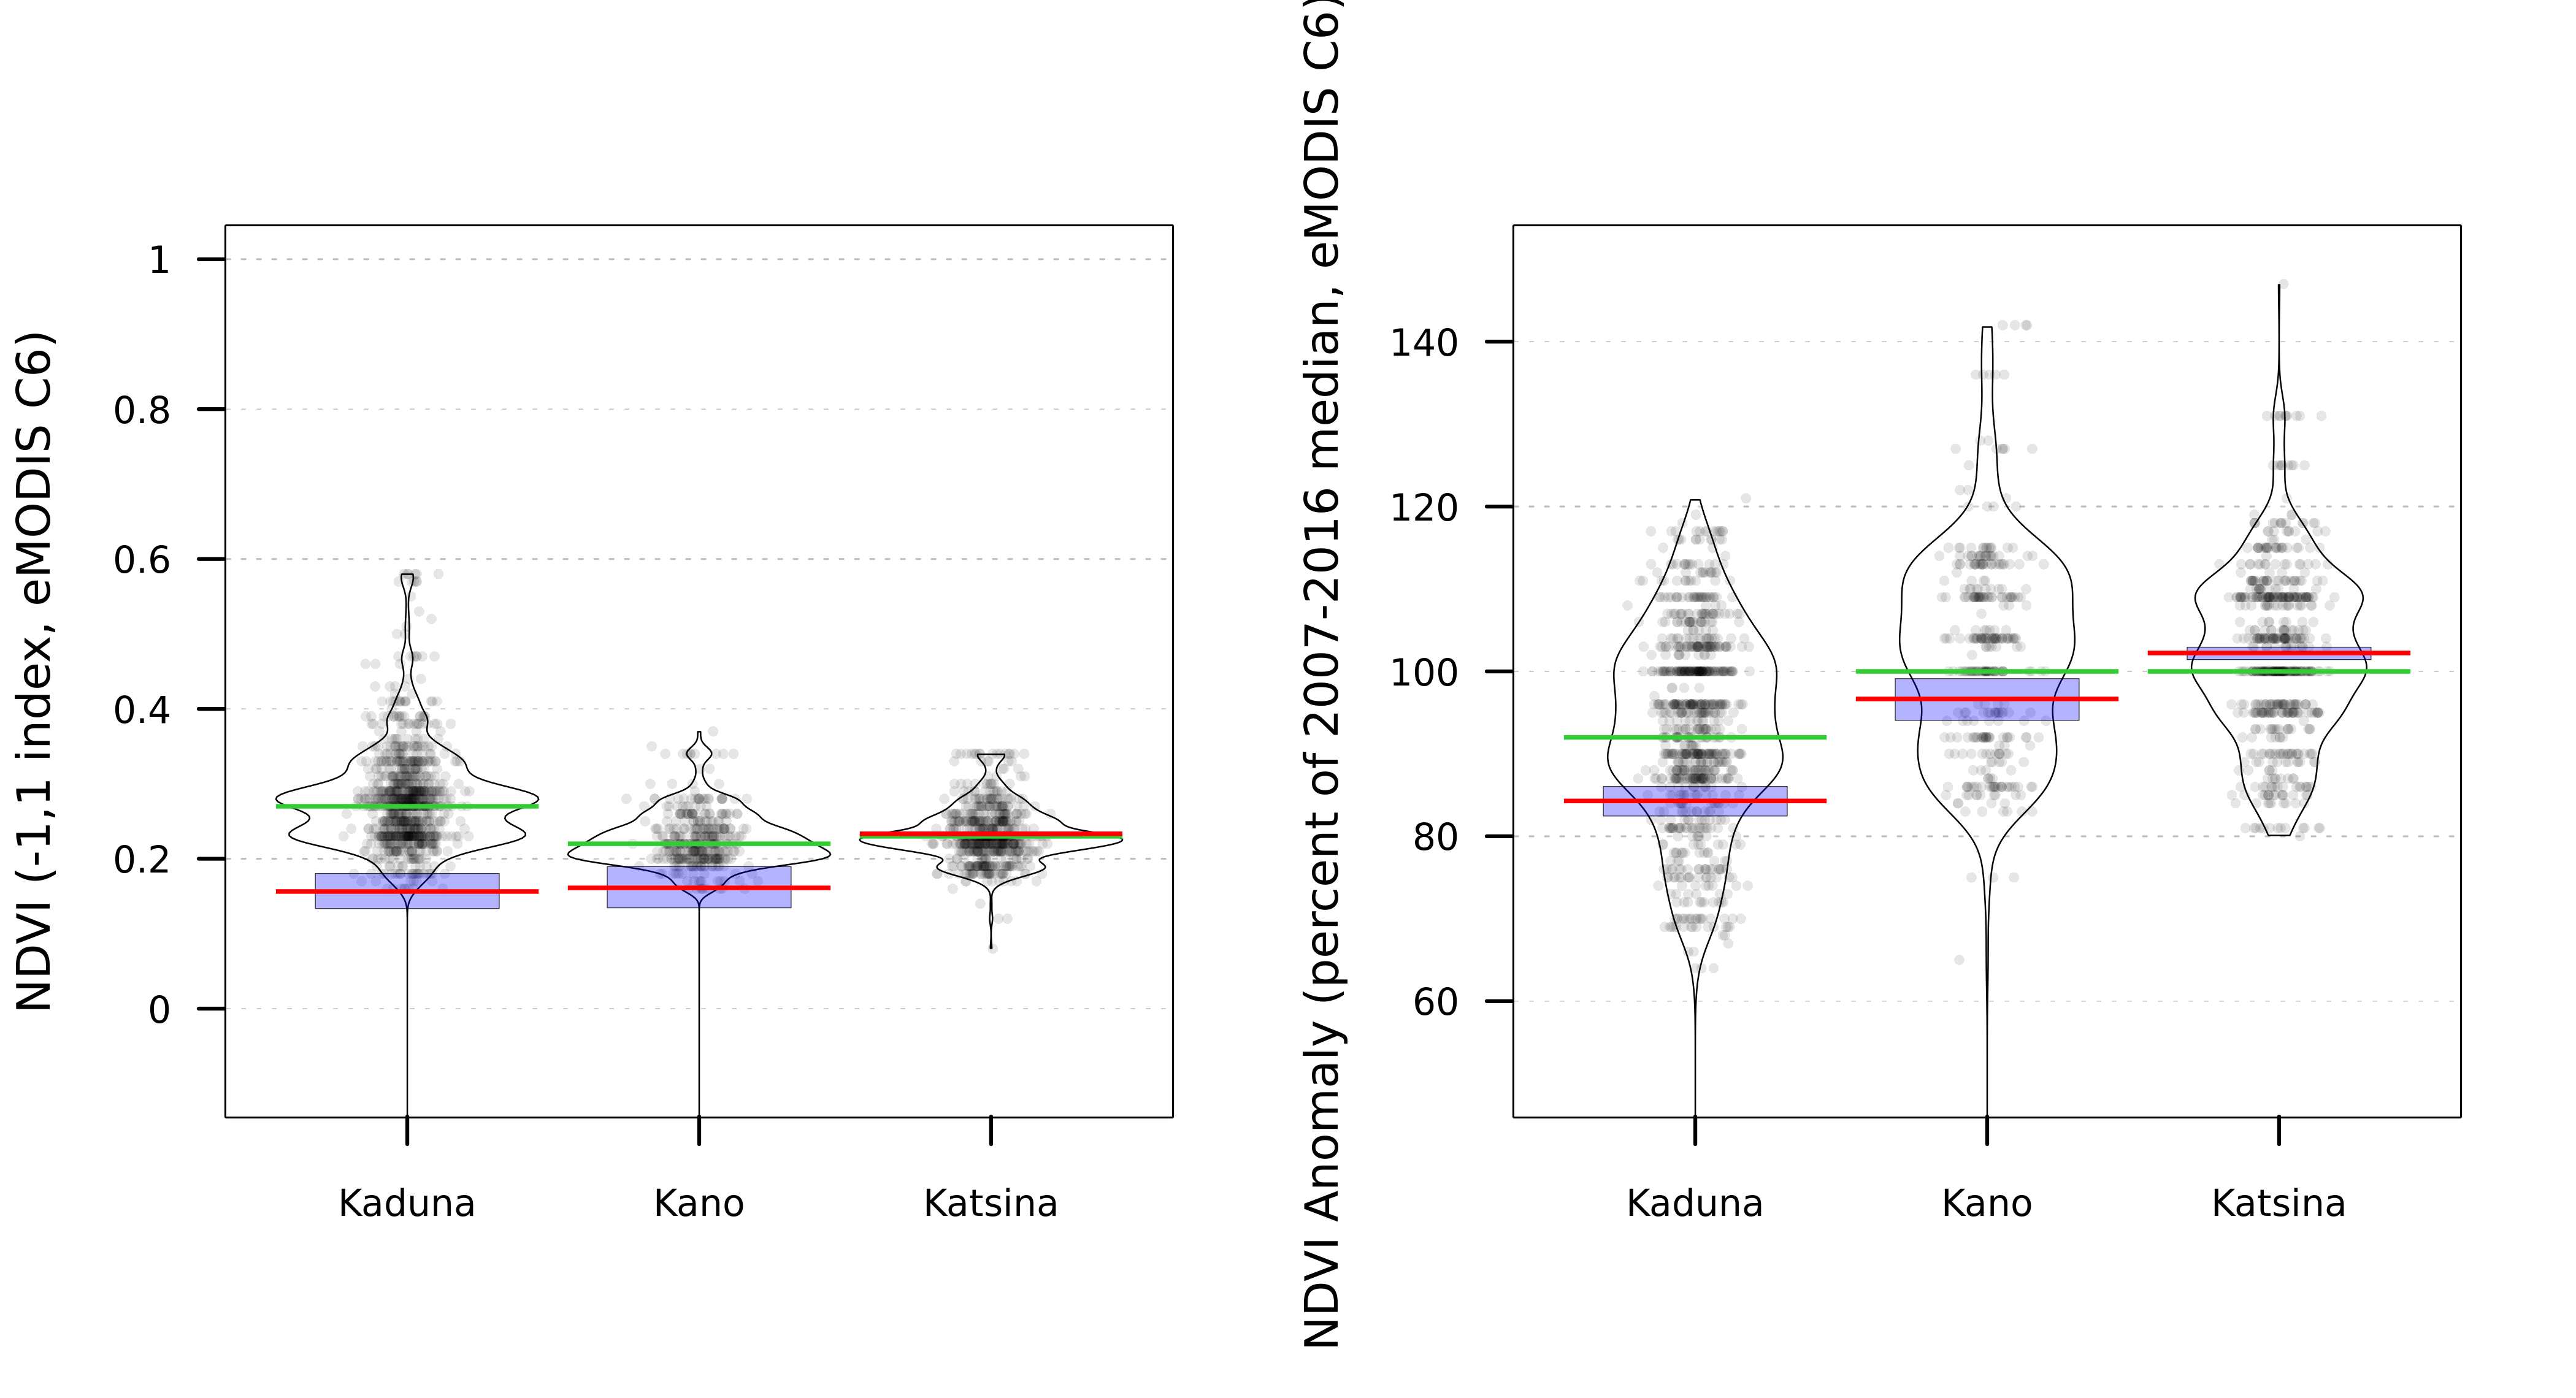 NDVI (-1,1 index, eMODIS C6)
1
0.8
0.6
0.4
0.2
0
Kaduna Kano Katsina
NDVI Anomaly (percent of 2007-2016 median, eMODIS C6)
140
120
100
80
60
Kaduna Kano Katsina